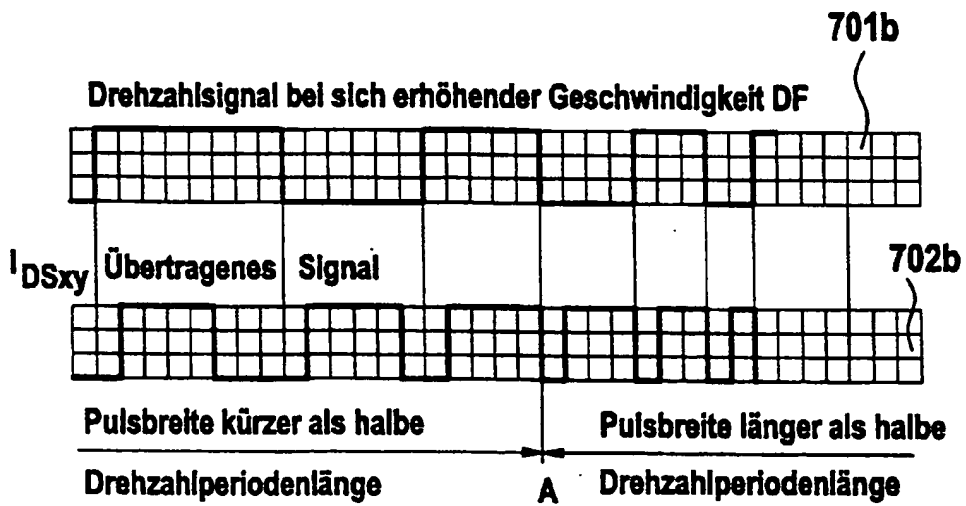 701b
Drehzahlsignal bei sich erhöhender Geschwindigkeit DF
I DSxy Übertragenes Signal
702b
Pulsbreite kürzer als halbe Pulsbreite länger als halbe
Drehzahlperiodenlänge A Drehzahlperiodenlänge